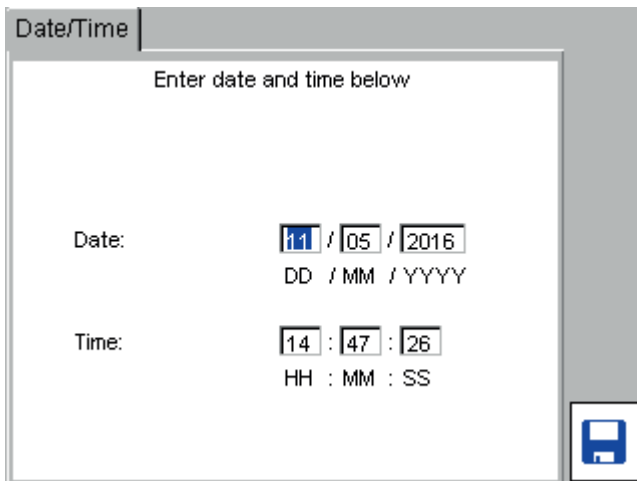 Date/Time
Enter date and time below
Date: 11 / 05 / 2016
DD / MM / YYYY
Time: 14 : 47 : 26
HH : MM : SS